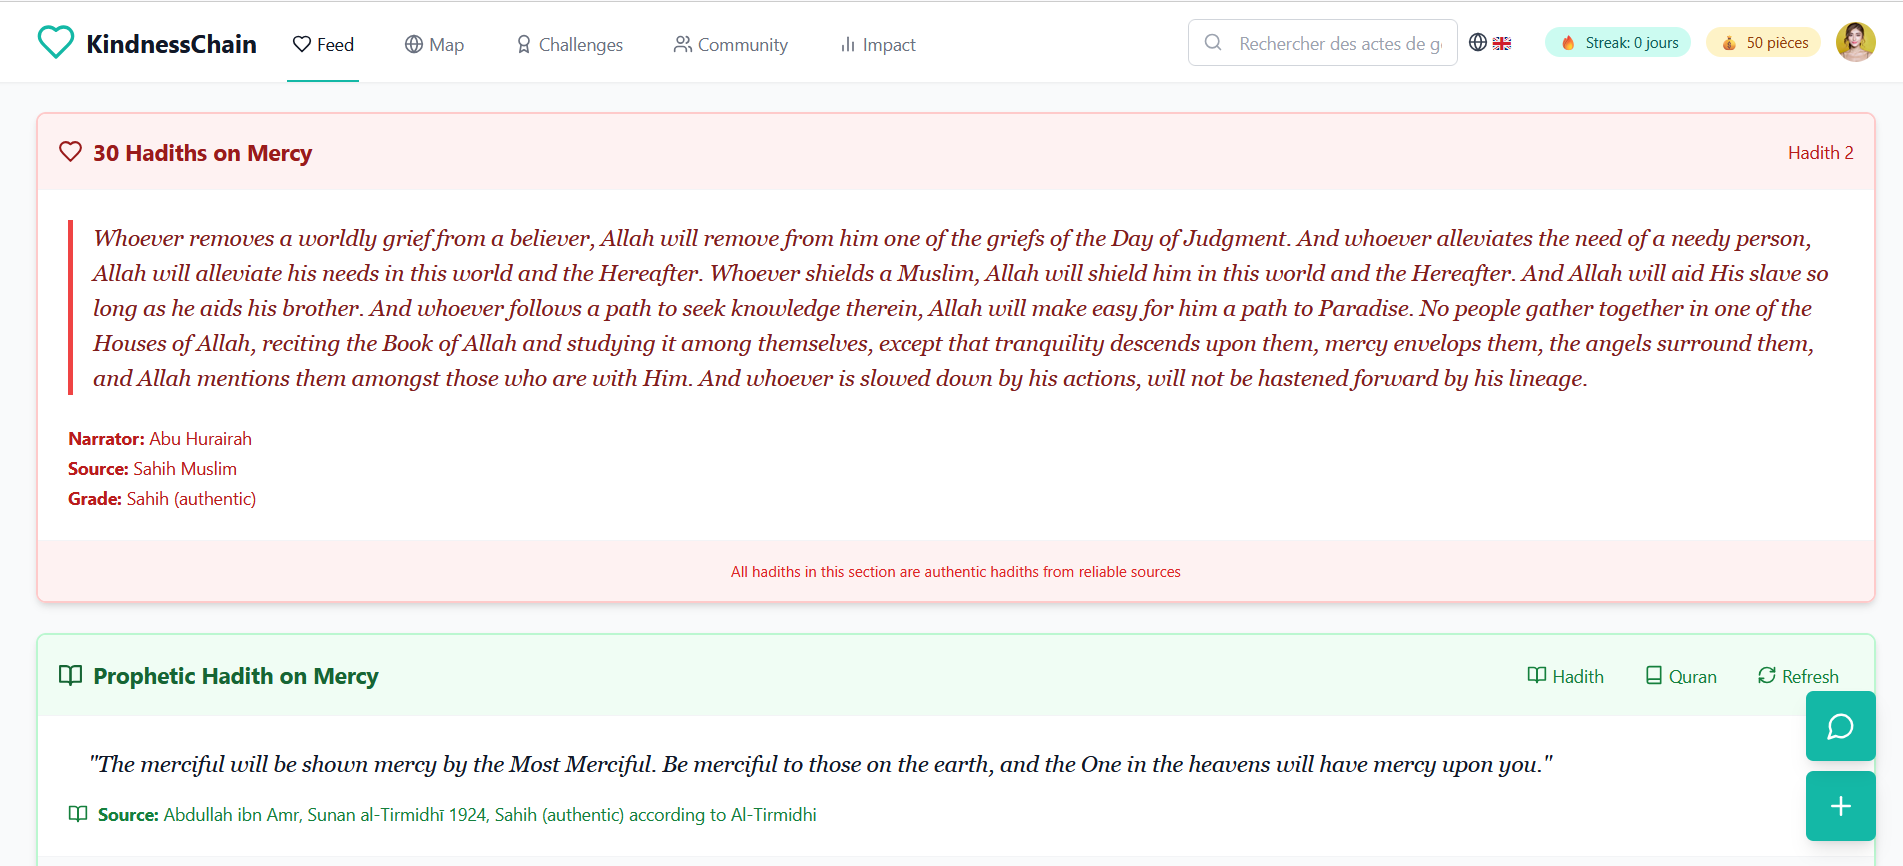 KindnessChain
Feed
Map
Challenges
Community
Impact
Rechercher des actes de g
Streak: 0 jours
50 pièces
30 Hadiths on Mercy
Hadith 2
Whoever removes a worldly grief from a believer, Allah will remove from him one of the griefs of the Day of Judgment. And whoever alleviates the need of a needy person,
Allah will alleviate his needs in this world and the Hereafter. Whoever shields a Muslim, Allah will shield him in this world and the Hereafter. And Allah will aid His slave so
long as he aids his brother. And whoever follows a path to seek knowledge therein, Allah will make easy for him a path to Paradise. No people gather together in one of the
Houses of Allah, reciting the Book of Allah and studying it among themselves, except that tranquility descends upon them, mercy envelops them, the angels surround them,
and Allah mentions them amongst those who are with Him. And whoever is slowed down by his actions, will not be hastened forward by his lineage.
Narrator: Abu Hurairah
Source: Sahih Muslim
Grade: Sahih (authentic)
All hadiths in this section are authentic hadiths from reliable sources
Prophetic Hadith on Mercy
Hadith
Quran
Refresh
"The merciful will be shown mercy by the Most Merciful. Be merciful to those on the earth, and the One in the heavens will have mercy upon you."
Source: Abdullah ibn Amr, Sunan al-Tirmidhī 1924, Sahih (authentic) according to Al-Tirmidhi